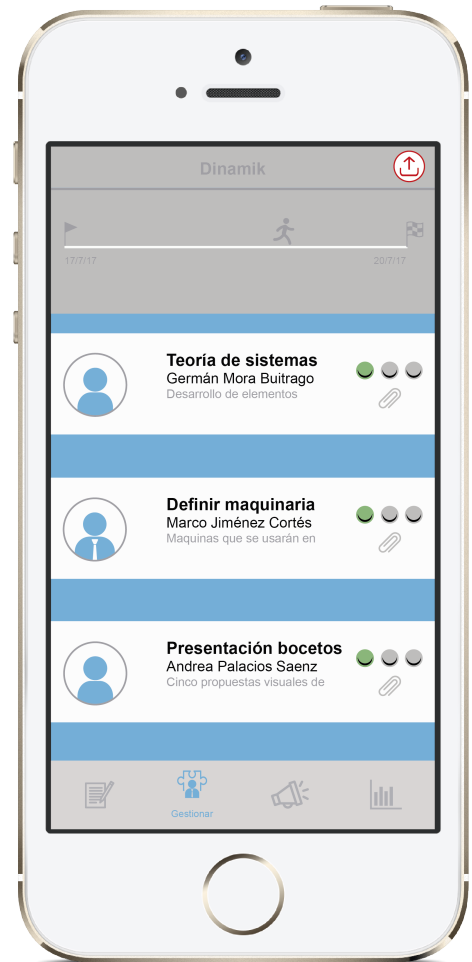 Dinamik
17/7/17
20/7/17
Teoría de sistemas
Germán Mora Buitrago
Desarrollo de elementos
Definir maquinaria
Marco Jiménez Cortés
Maquinas que se usarán en
Presentación bocetos
Andrea Palacios Saenz
Cinco propuestas visuales de
Gestionar